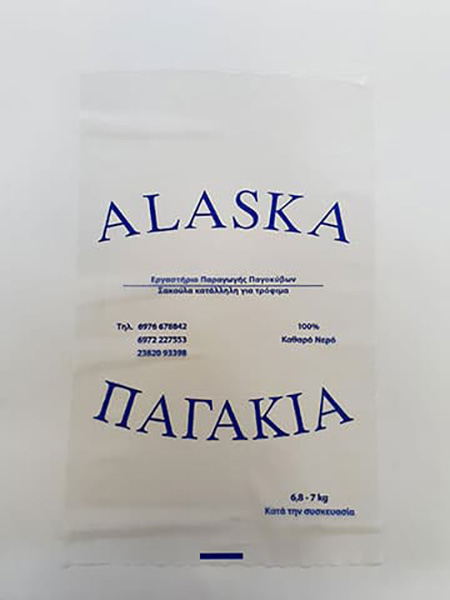 ALASKA
Εργαστήριο Παραγωγής Παγοκύβων
Σακούλα κατάλληλη για τρόφιμα
Τηλ. 6976 678842
6972 227553
23820 93398
100%
Καθαρό Νερό
ΠΑΓΑΚΙΑ
6,8 - 7 kg
Κατά την συσκευασία